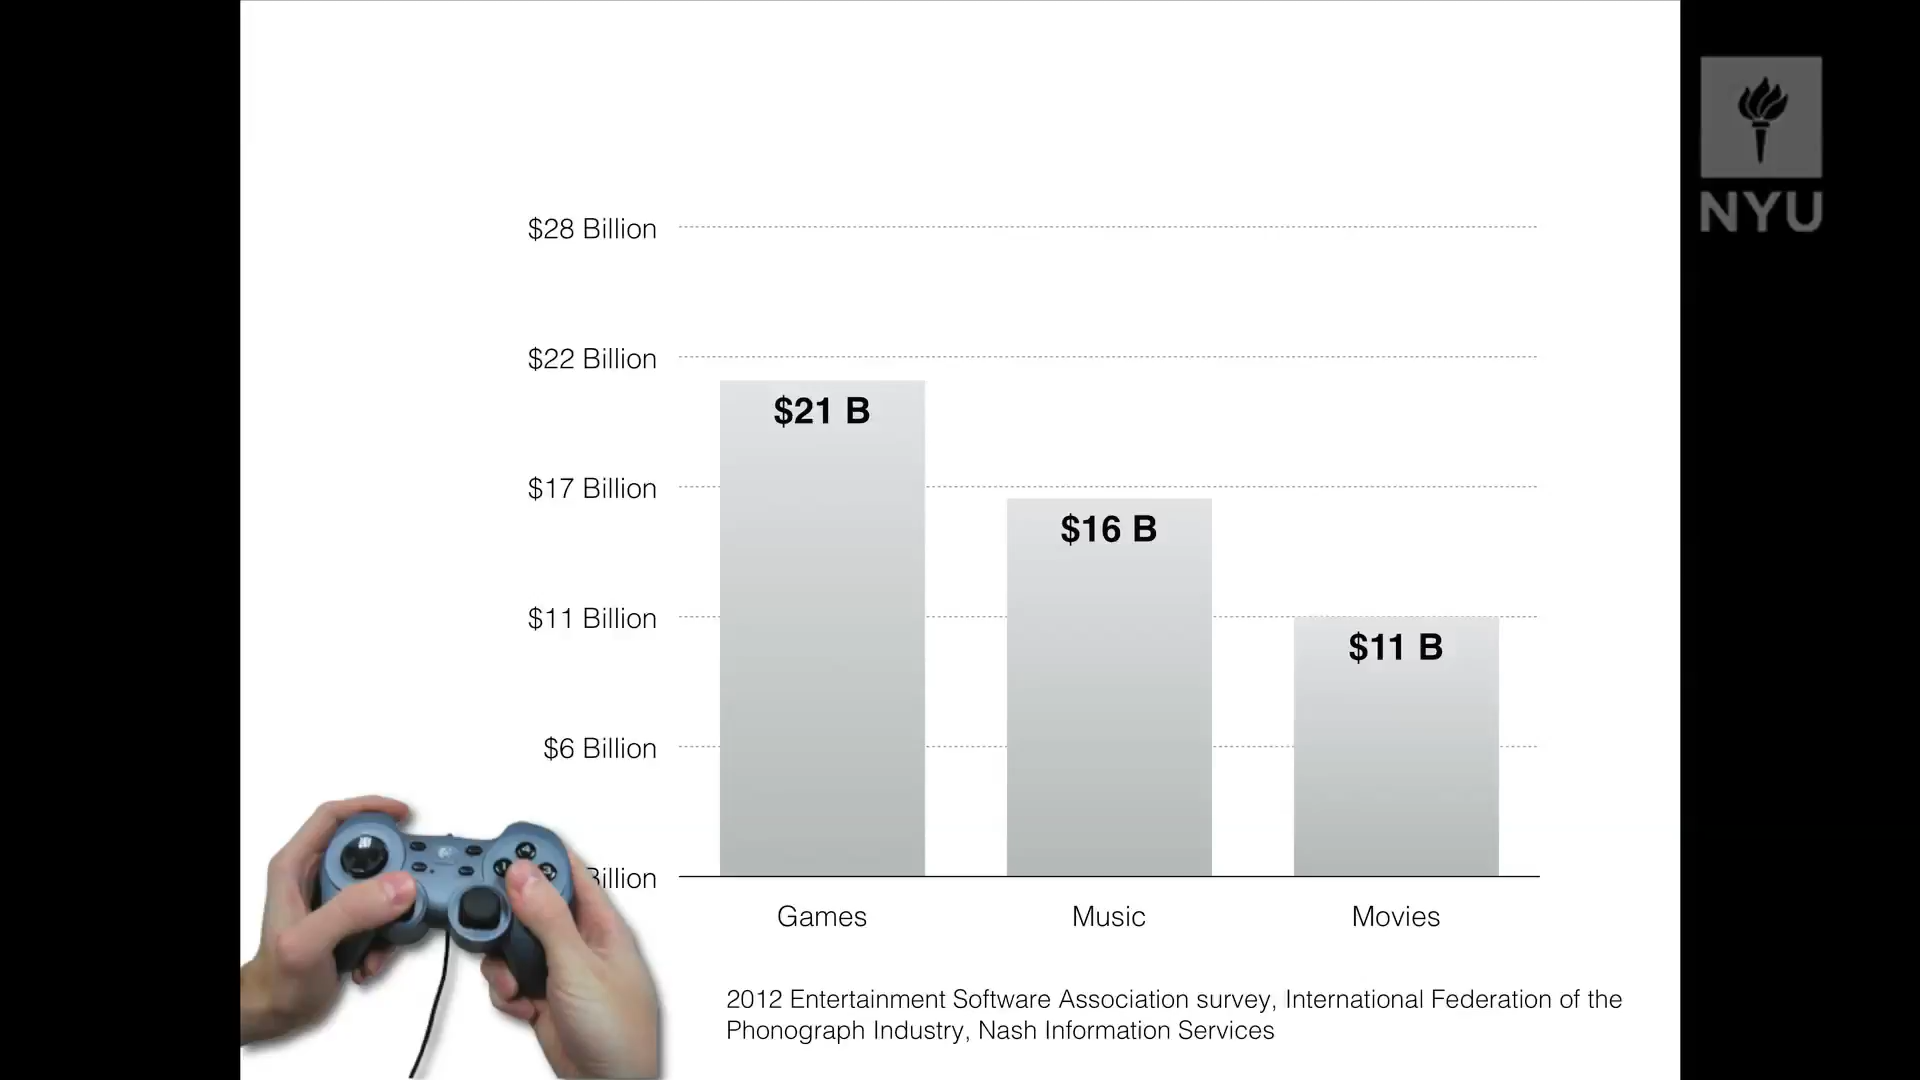 NYU
$28 Billion
$22 Billion
$21 B
$17 Billion
$16 B
$11 Billion
$11 B
$6 Billion
Billion
Games
Music
Movies
2012 Entertainment Software Association survey, International Federation of the
Phonograph Industry, Nash Information Services